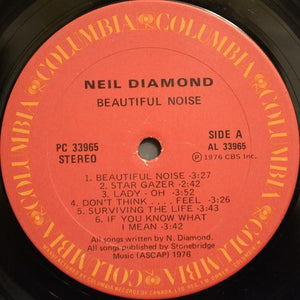 COLUMBIA COLUMBIA COLUMBIA COLUMBIA COLUMBIA COLUMBIA
NEIL DIAMOND
BEAUTIFUL NOISE
PC 33965
STEREO
SIDE A
AL 33965
Ⓟ 1976 CBS Inc.
1. BEAUTIFUL NOISE -3:27
2. STAR GAZER -2:42
3. LADY - OH -3:52
4. DON'T THINK . . . . FEEL -3:26
5. SURVIVING THE LIFE -3:43
6. IF YOU KNOW WHAT
I MEAN -3:42
All songs written by N. Diamond.
All songs published by Stonebridge
Music (ASCAP) 1976